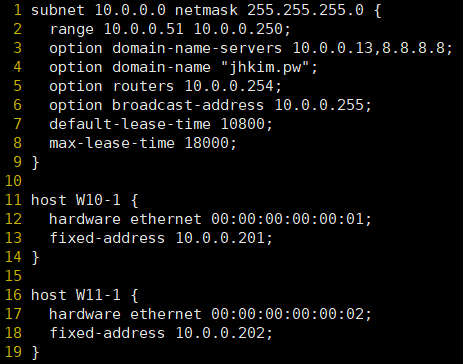 1 subnet 10.0.0.0 netmask 255.255.255.0 {
2   range 10.0.0.51 10.0.0.250;
3   option domain-name-servers 10.0.0.13,8.8.8.8;
4   option domain-name "jhkim.pw";
5   option routers 10.0.0.254;
6   option broadcast-address 10.0.0.255;
7   default-lease-time 10800;
8   max-lease-time 18000;
9 }
10
11 host W10-1 {
12   hardware ethernet 00:00:00:00:00:01;
13   fixed-address 10.0.0.201;
14 }
15
16 host W11-1 {
17   hardware ethernet 00:00:00:00:00:02;
18   fixed-address 10.0.0.202;
19 }